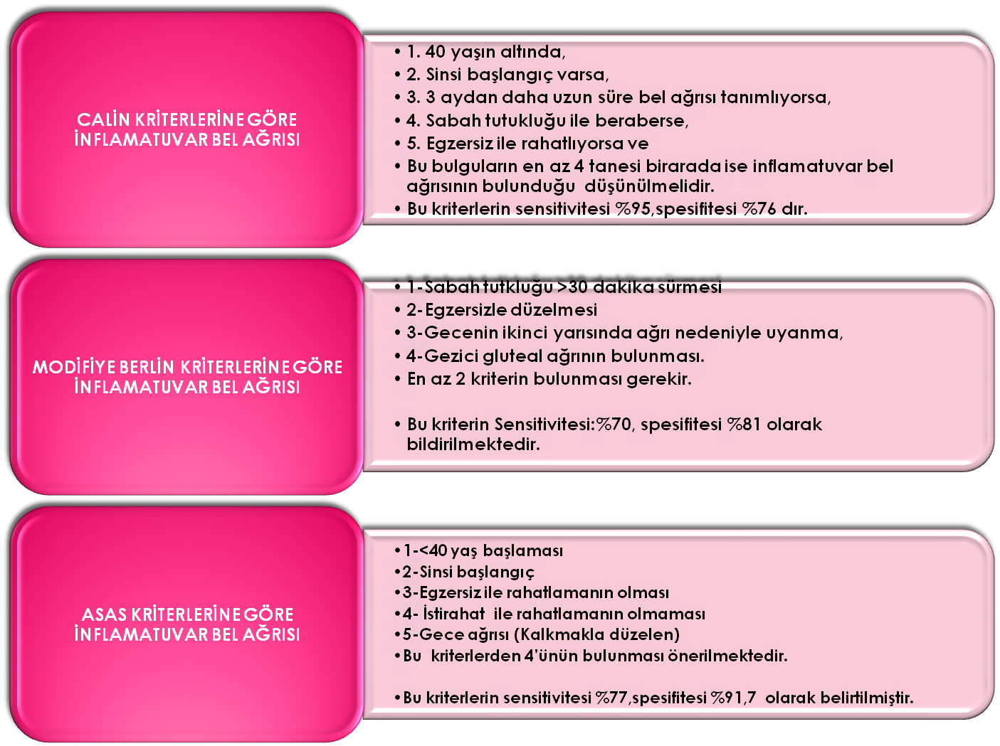 CALİN KRİTERLERİNE GÖRE
İNFLAMATUVAR BEL AĞRISI
• 1. 40 yaşın altında,
• 2. Sinsi başlangıç varsa,
• 3. 3 aydan daha uzun süre bel ağrısı tanımlıyorsa,
• 4. Sabah tutukluğu ile beraberse,
• 5. Egzersiz ile rahatlıyorsa ve
• Bu bulguların en az 4 tanesi birarada ise inflamatuvar bel
ağrısının bulunduğu düşünülmelidir.
• Bu kriterlerin sensitivitesi %95,spesifitesi %76 dır.
MODİFİYE BERLİN KRİTERLERİNE GÖRE
İNFLAMATUVAR BEL AĞRISI
• 1-Sabah tutkluğu >30 dakika sürmesi
• 2-Egzersizle düzelmesi
• 3-Gecenin ikinci yarısında ağrı nedeniyle uyanma,
• 4-Gezici gluteal ağrının bulunması.
• En az 2 kriterin bulunması gerekir.
• Bu kriterin Sensitivitesi:%70, spesifitesi %81 olarak
bildirilmektedir.
ASAS KRİTERLERİNE GÖRE
İNFLAMATUVAR BEL AĞRISI
•1-<40 yaş başlaması
•2-Sinsi başlangıç
•3-Egzersiz ile rahatlamanın olması
•4- İstirahat ile rahatlamanın olmaması
•5-Gece ağrısı (Kalkmakla düzelen)
•Bu kriterlerden 4’ünün bulunması önerilmektedir.
•Bu kriterlerin sensitivitesi %77,spesifitesi %91,7 olarak belirtilmiştir.